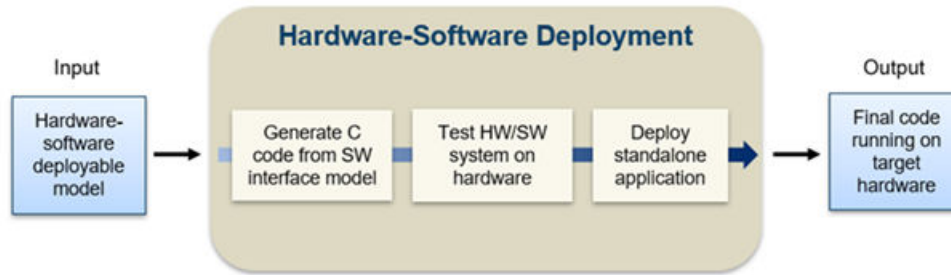 Hardware-Software Deployment
Input
Hardware-
software
deployable
model
Generate C
code from SW
interface model
Test HW/SW
system on
hardware
Deploy
standalone
application
Output
Final code
running on
target
hardware